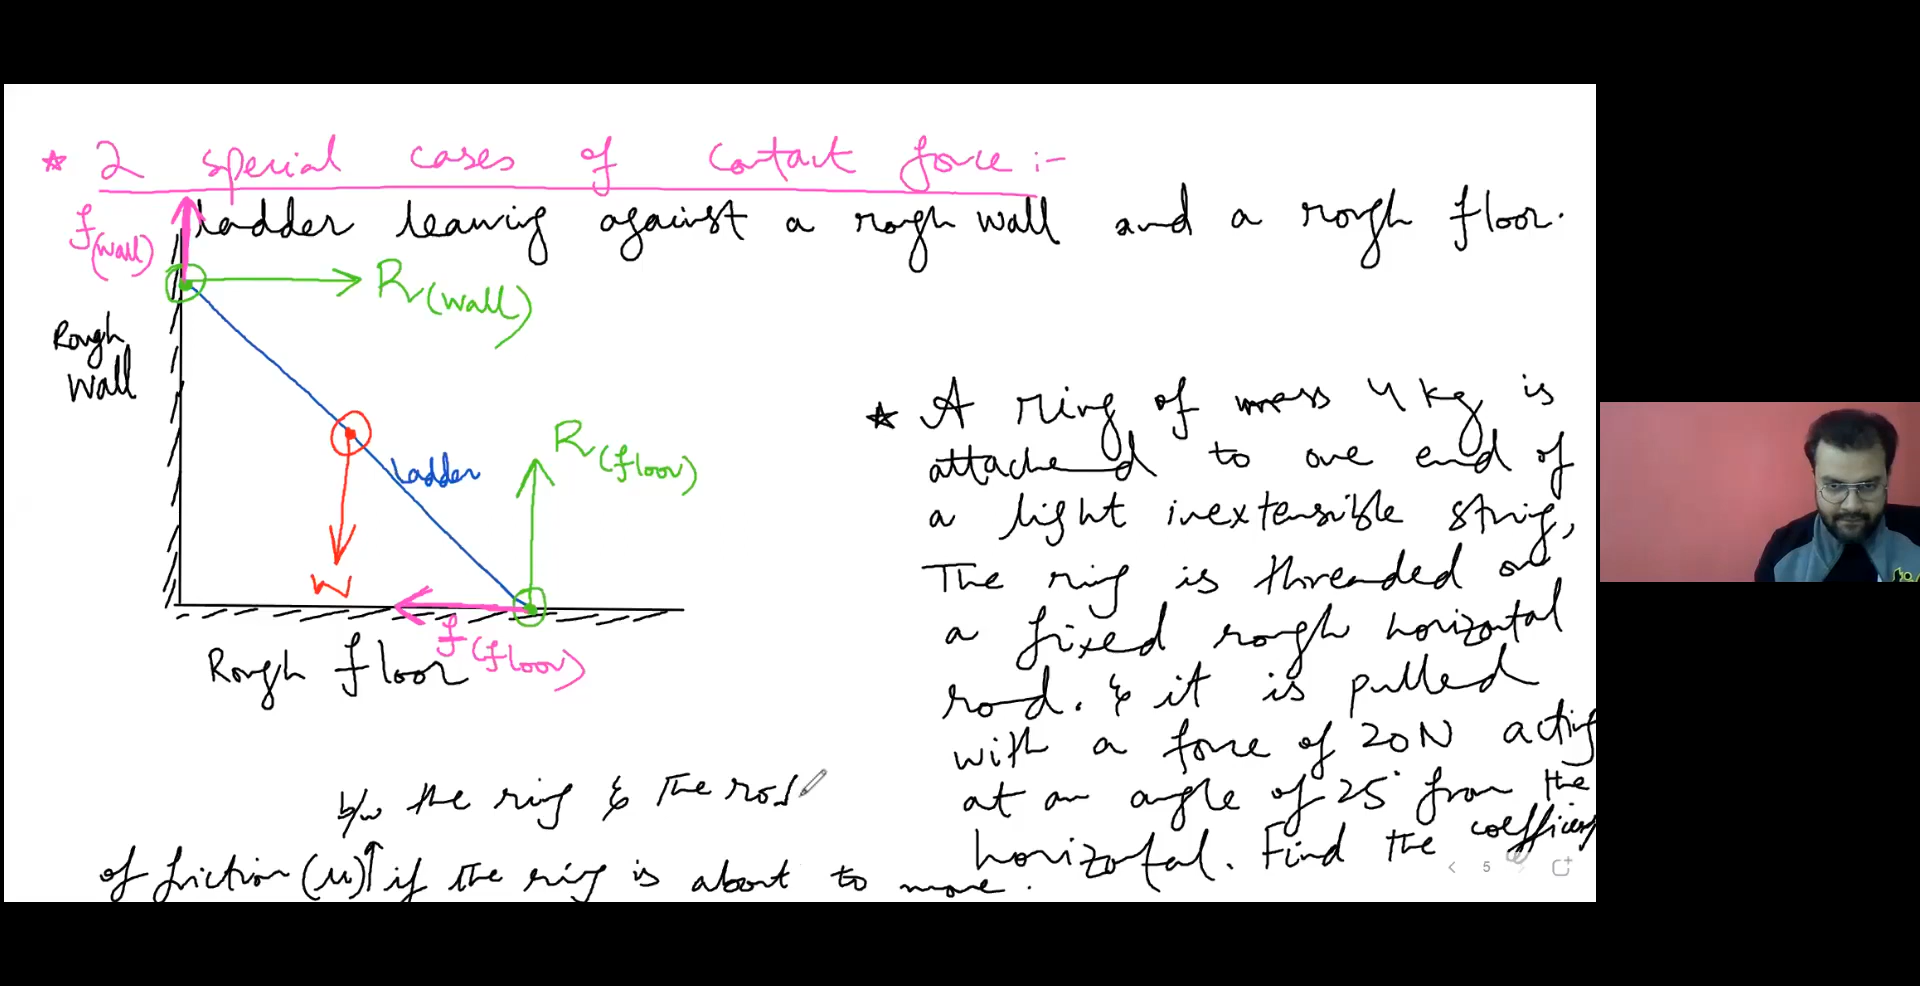 * 2 special cases of contact force :-
ladder leaning against a rough wall and a rough floor.
f(wall)
R(wall)
Rough
Wall
Ladder
R(floor)
W
f(floor)
Rough floor
* A ring of mass 4 kg is
attached to one end of
a light inextensible string,
The ring is threaded on
a fixed rough horizontal
rod. & it is pulled
with a force of 20N acting
at an angle of 25° from the
horizontal. Find the coefficient
b/w the ring & the rod
of friction (μ) if the ring is about to move.
5